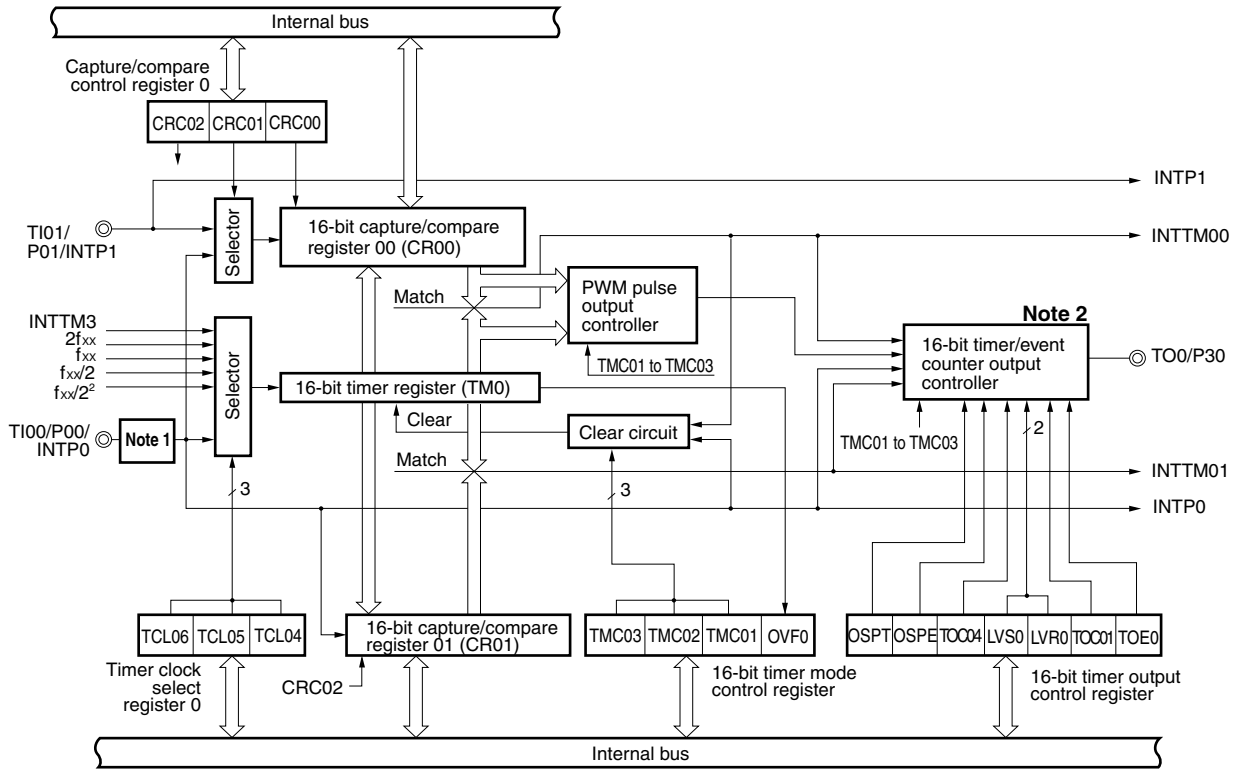 Internal bus
Capture/compare
control register 0
CRC02 CRC01 CRC00
INTP1
TI01/
P01/INTP1
Selector
16-bit capture/compare
register 00 (CR00)
INTTM00
Match
PWM pulse
output
controller
TMC01 to TMC03
Note 2
16-bit timer/event
counter output
controller
TO0/P30
INTTM3
2fxx
fxx
fxx/2
fxx/2²
Selector
16-bit timer register (TM0)
TI00/P00/
INTP0
Note 1
Clear
Clear circuit
TMC01 to TMC03
2
Match
INTTM01
3
3
INTP0
TCL06 TCL05 TCL04
16-bit capture/compare
register 01 (CR01)
TMC03 TMC02 TMC01 OVF0
OSPT OSPE TOC04 LVS0 LVR0 TOC01 TOE0
Timer clock
select
register 0
CRC02
16-bit timer mode
control register
16-bit timer output
control register
Internal bus